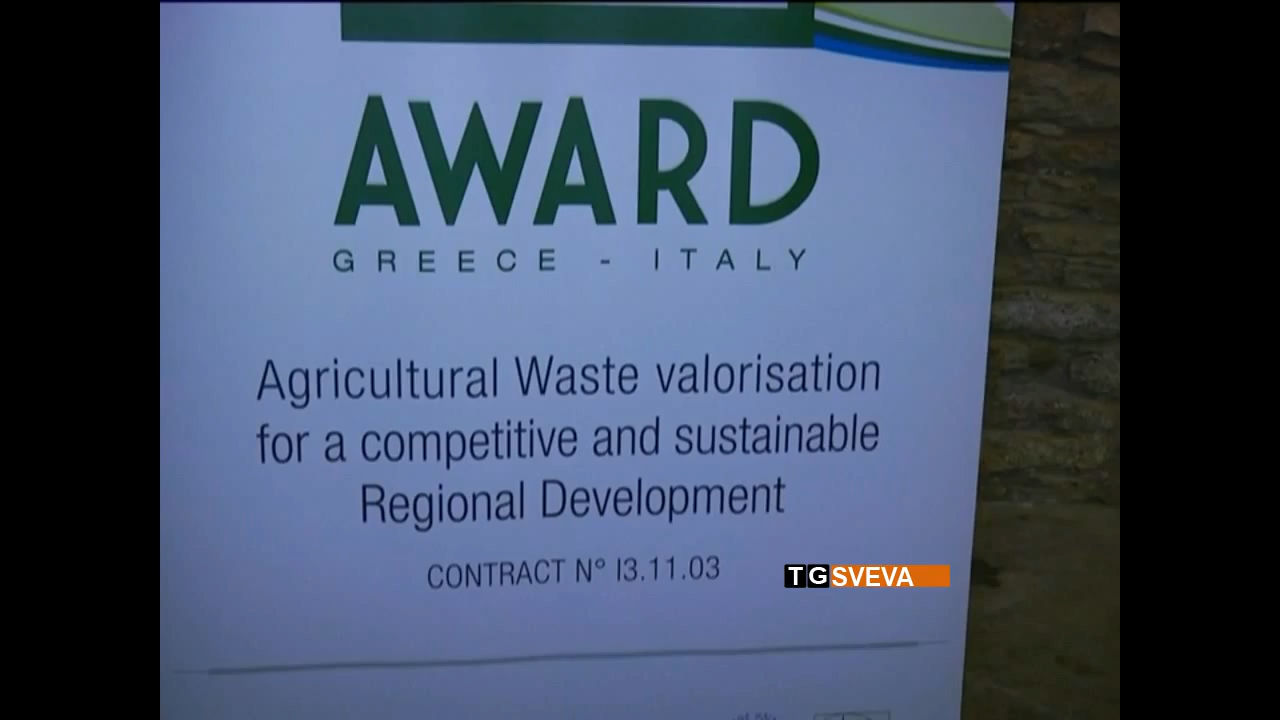 AWARD
GREECE - ITALY
Agricultural Waste valorisation
for a competitive and sustainable
Regional Development
CONTRACT N° I3.11.03
TGSVEVA